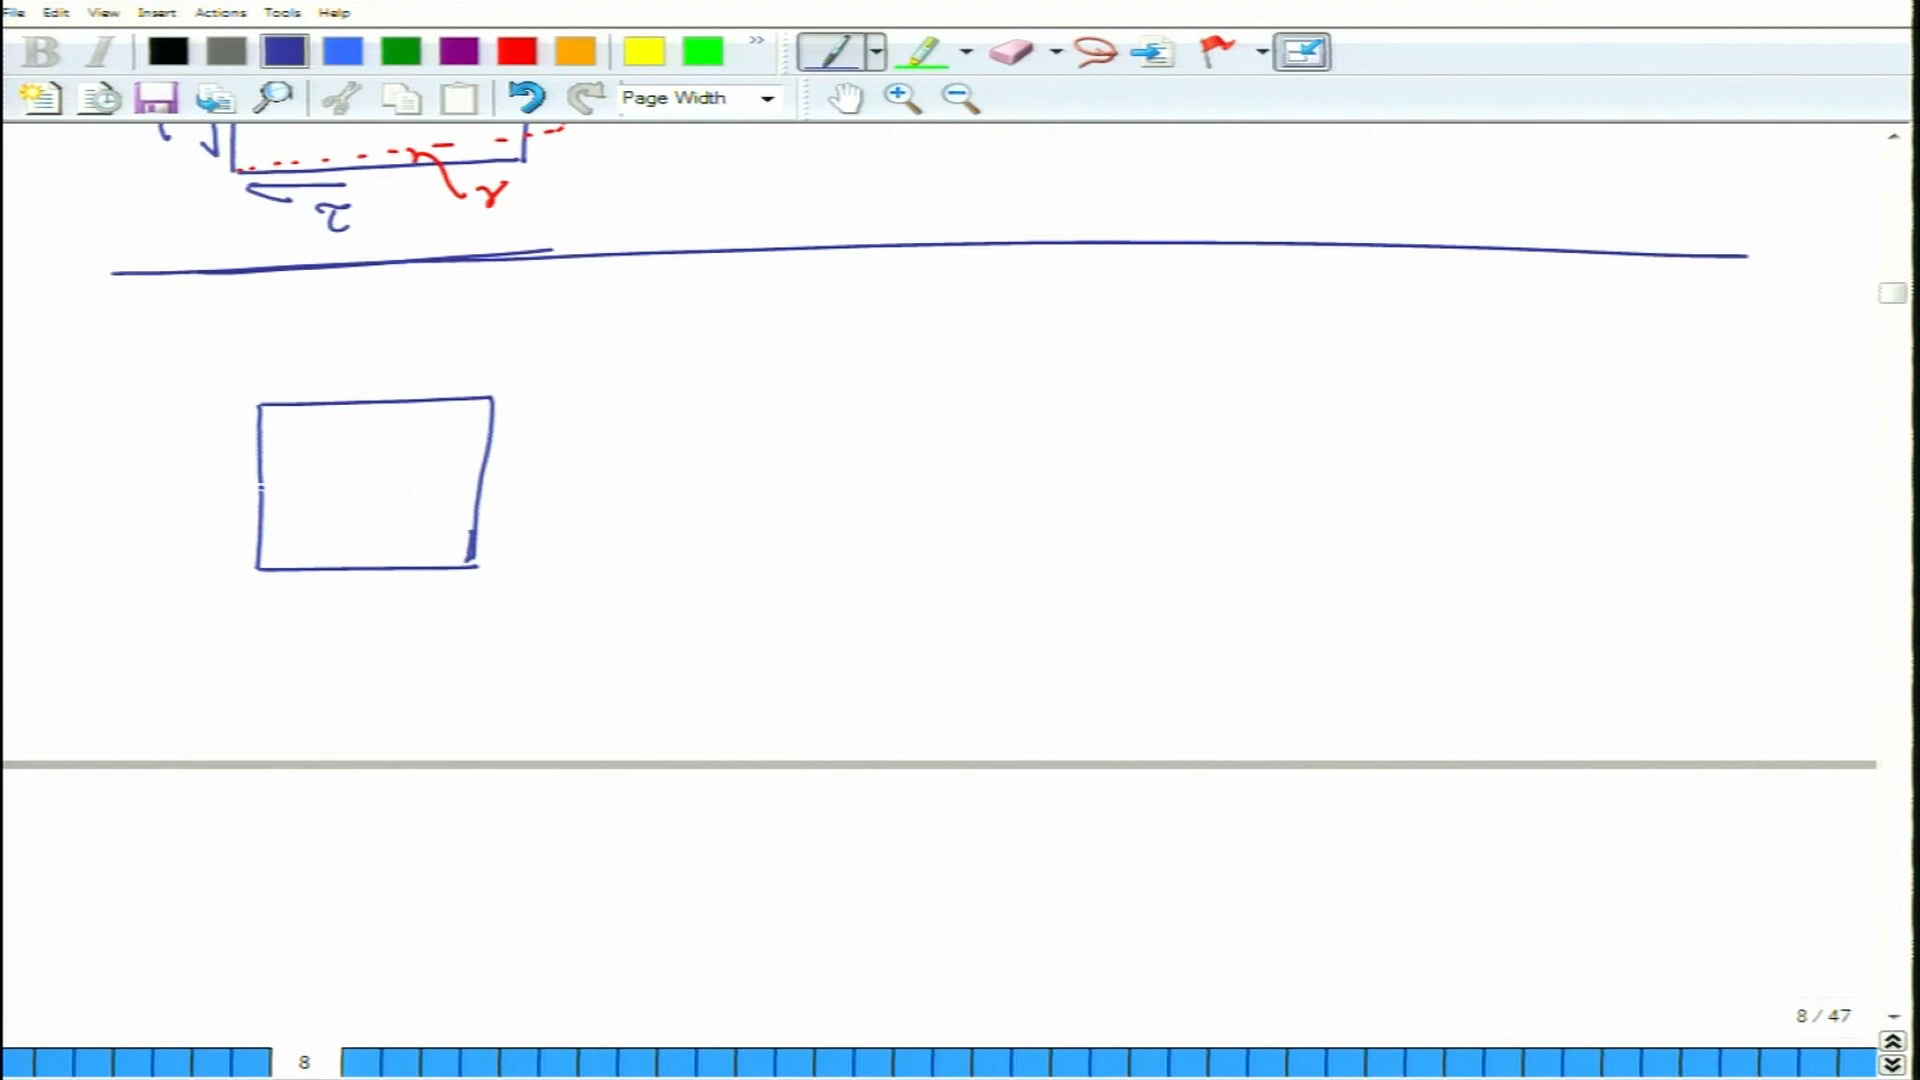 File Edit View Insert Actions Tools Help
B I
Page Width
γ
τ
8 / 47
8